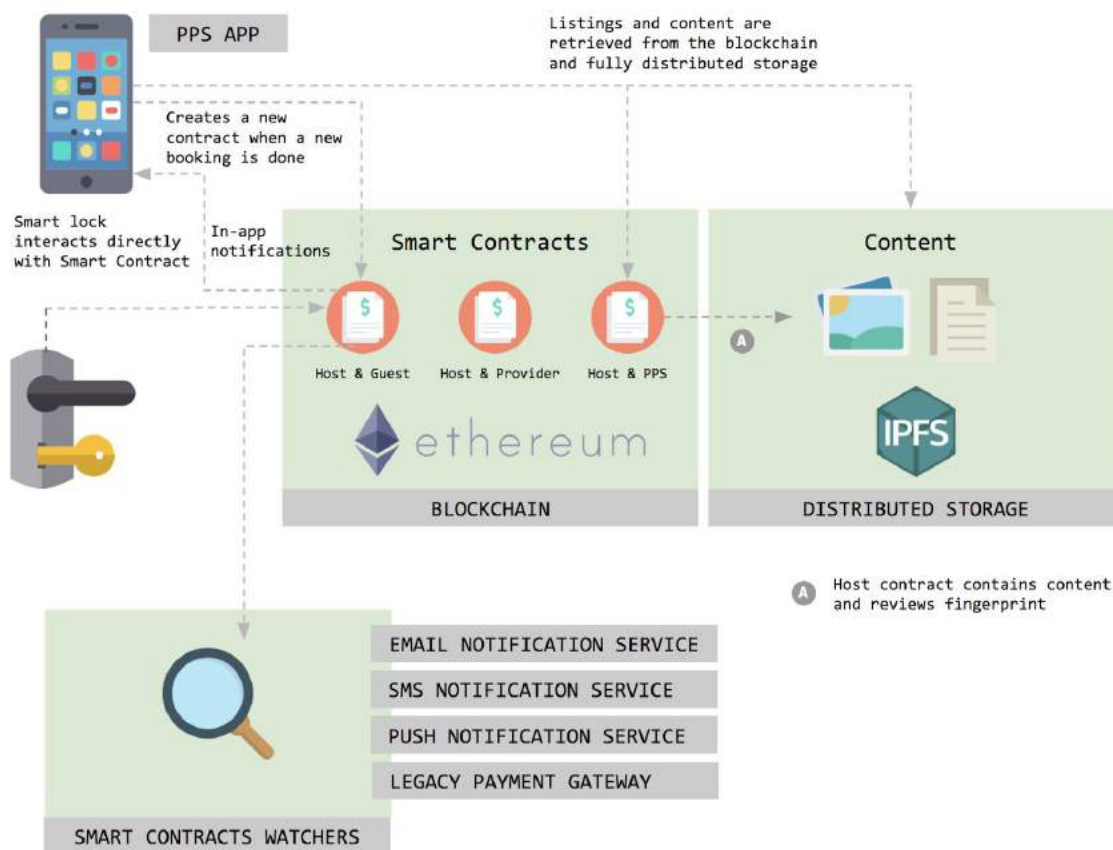 PPS APP
Listings and content are
retrieved from the blockchain
and fully distributed storage
Creates a new
contract when a new
booking is done
Smart lock
interacts directly
with Smart Contract
In-app
notifications
Smart Contracts
Content
$
$
$
A
Host & Guest
Host & Provider
Host & PPS
ethereum
IPFS
BLOCKCHAIN
DISTRIBUTED STORAGE
A
Host contract contains content
and reviews fingerprint
EMAIL NOTIFICATION SERVICE
SMS NOTIFICATION SERVICE
PUSH NOTIFICATION SERVICE
LEGACY PAYMENT GATEWAY
SMART CONTRACTS WATCHERS